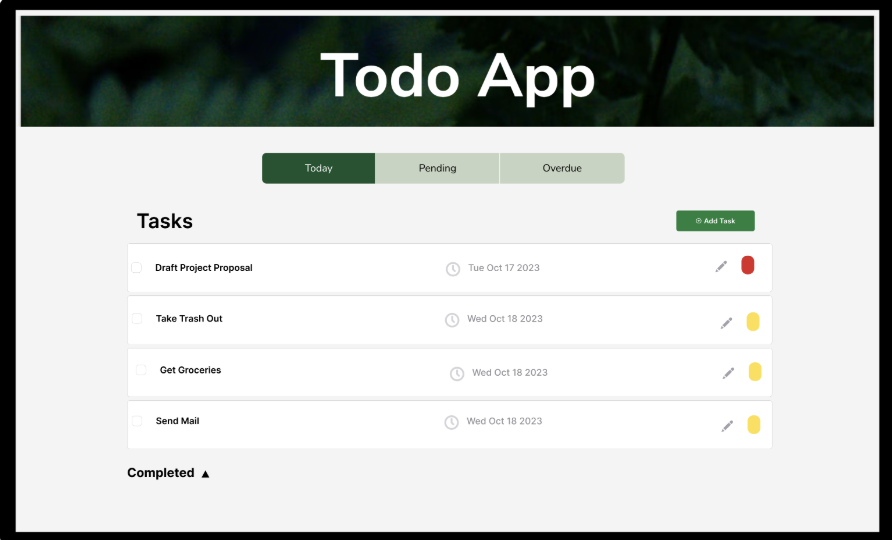 Todo App
Today Pending Overdue
Tasks
Add Task
Draft Project Proposal Tue Oct 17 2023
Take Trash Out Wed Oct 18 2023
Get Groceries Wed Oct 18 2023
Send Mail Wed Oct 18 2023
Completed